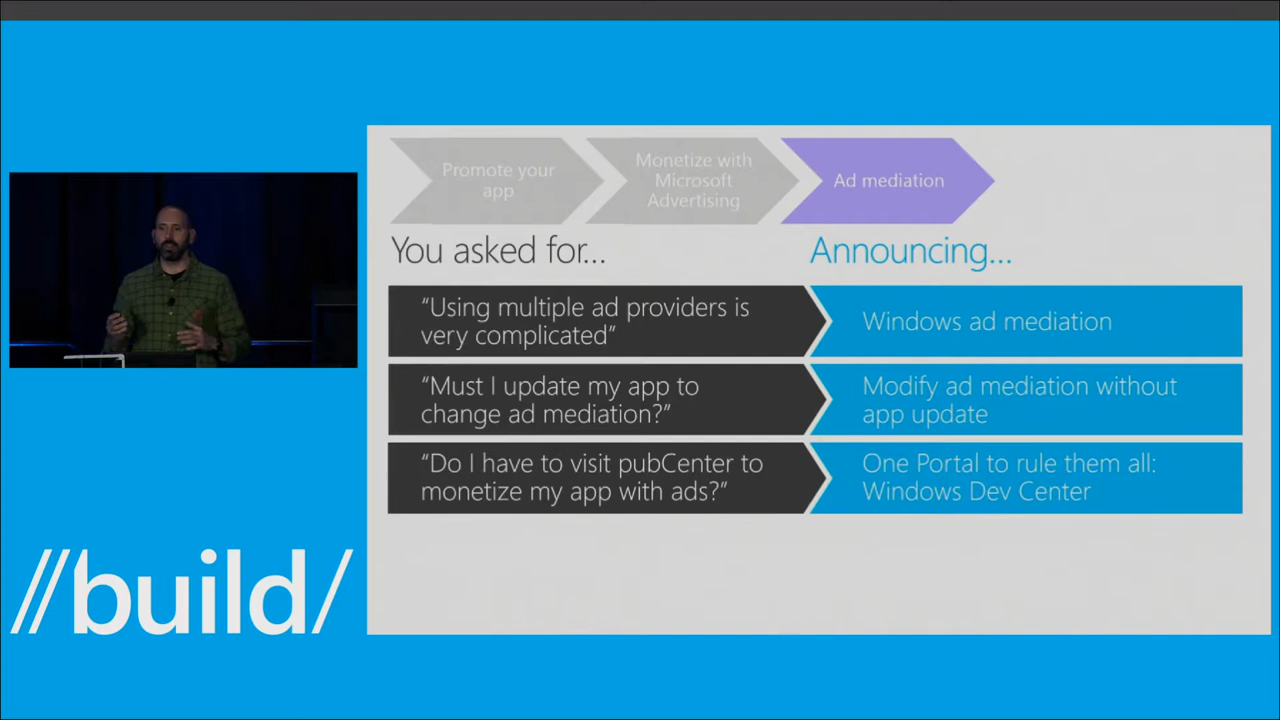 Promote your
app
Monetize with
Microsoft
Advertising
Ad mediation
You asked for...
Announcing...
“Using multiple ad providers is
very complicated”
Windows ad mediation
“Must I update my app to
change ad mediation?”
Modify ad mediation without
app update
“Do I have to visit pubCenter to
monetize my app with ads?”
One Portal to rule them all:
Windows Dev Center
//build/